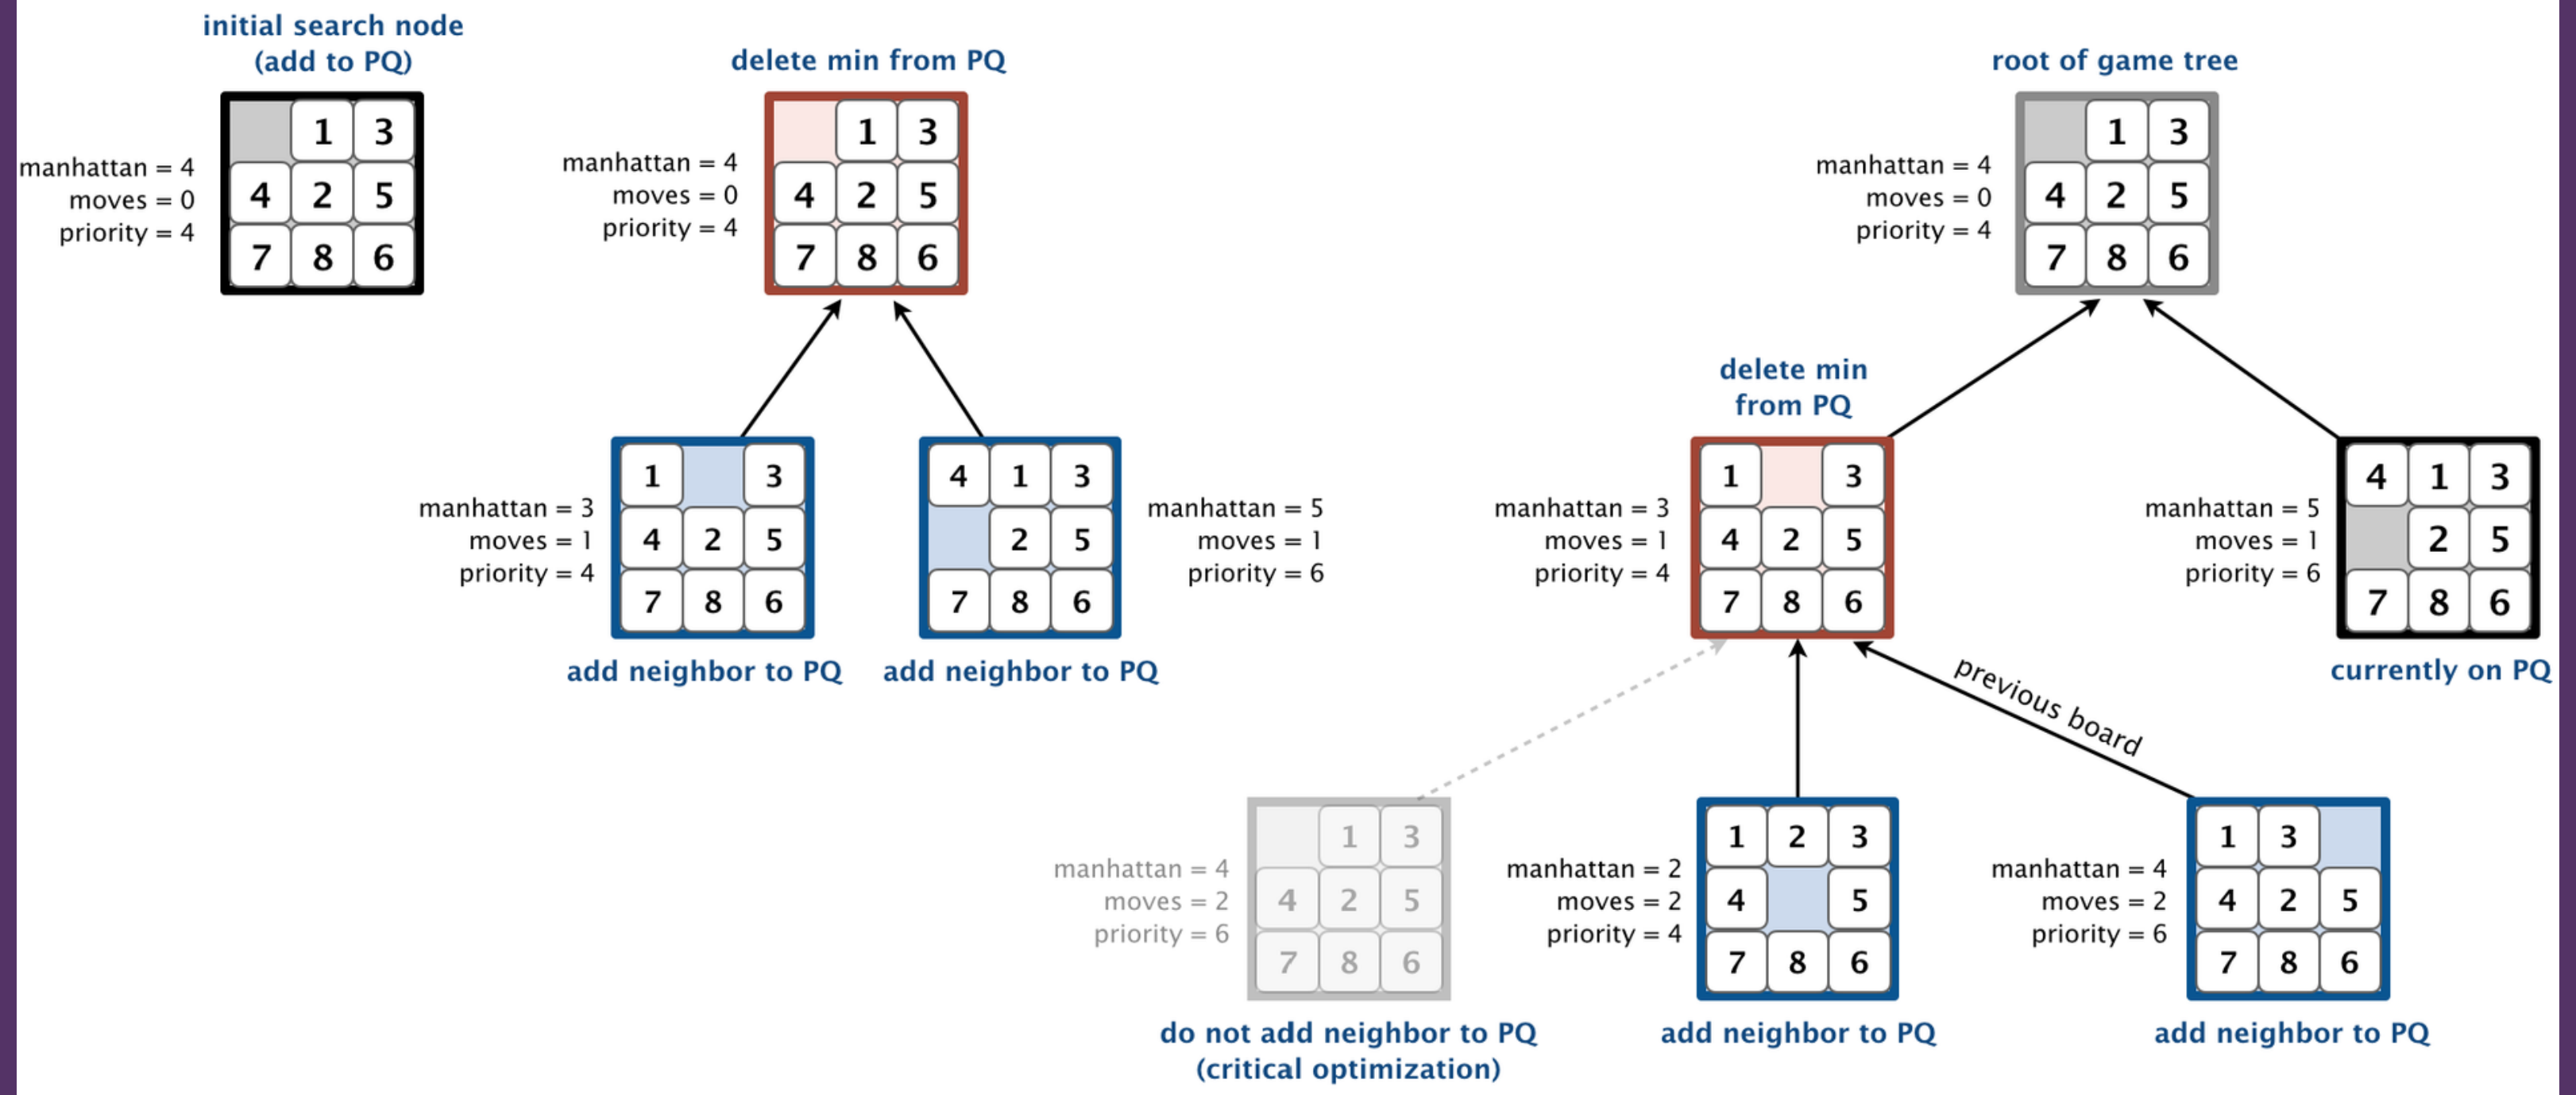 initial search node
(add to PQ)
1 3
4 2 5
7 8 6
manhattan = 4
moves = 0
priority = 4
delete min from PQ
1 3
4 2 5
7 8 6
manhattan = 4
moves = 0
priority = 4
1 3
4 2 5
7 8 6
manhattan = 3
moves = 1
priority = 4
add neighbor to PQ
4 1 3
2 5
7 8 6
manhattan = 5
moves = 1
priority = 6
add neighbor to PQ
root of game tree
1 3
4 2 5
7 8 6
manhattan = 4
moves = 0
priority = 4
delete min
from PQ
1 3
4 2 5
7 8 6
manhattan = 3
moves = 1
priority = 4
4 1 3
2 5
7 8 6
manhattan = 5
moves = 1
priority = 6
currently on PQ
previous board
1 3
4 2 5
7 8 6
manhattan = 4
moves = 2
priority = 6
do not add neighbor to PQ
(critical optimization)
1 2 3
4 5
7 8 6
manhattan = 2
moves = 2
priority = 4
add neighbor to PQ
1 3
4 2 5
7 8 6
manhattan = 4
moves = 2
priority = 6
add neighbor to PQ